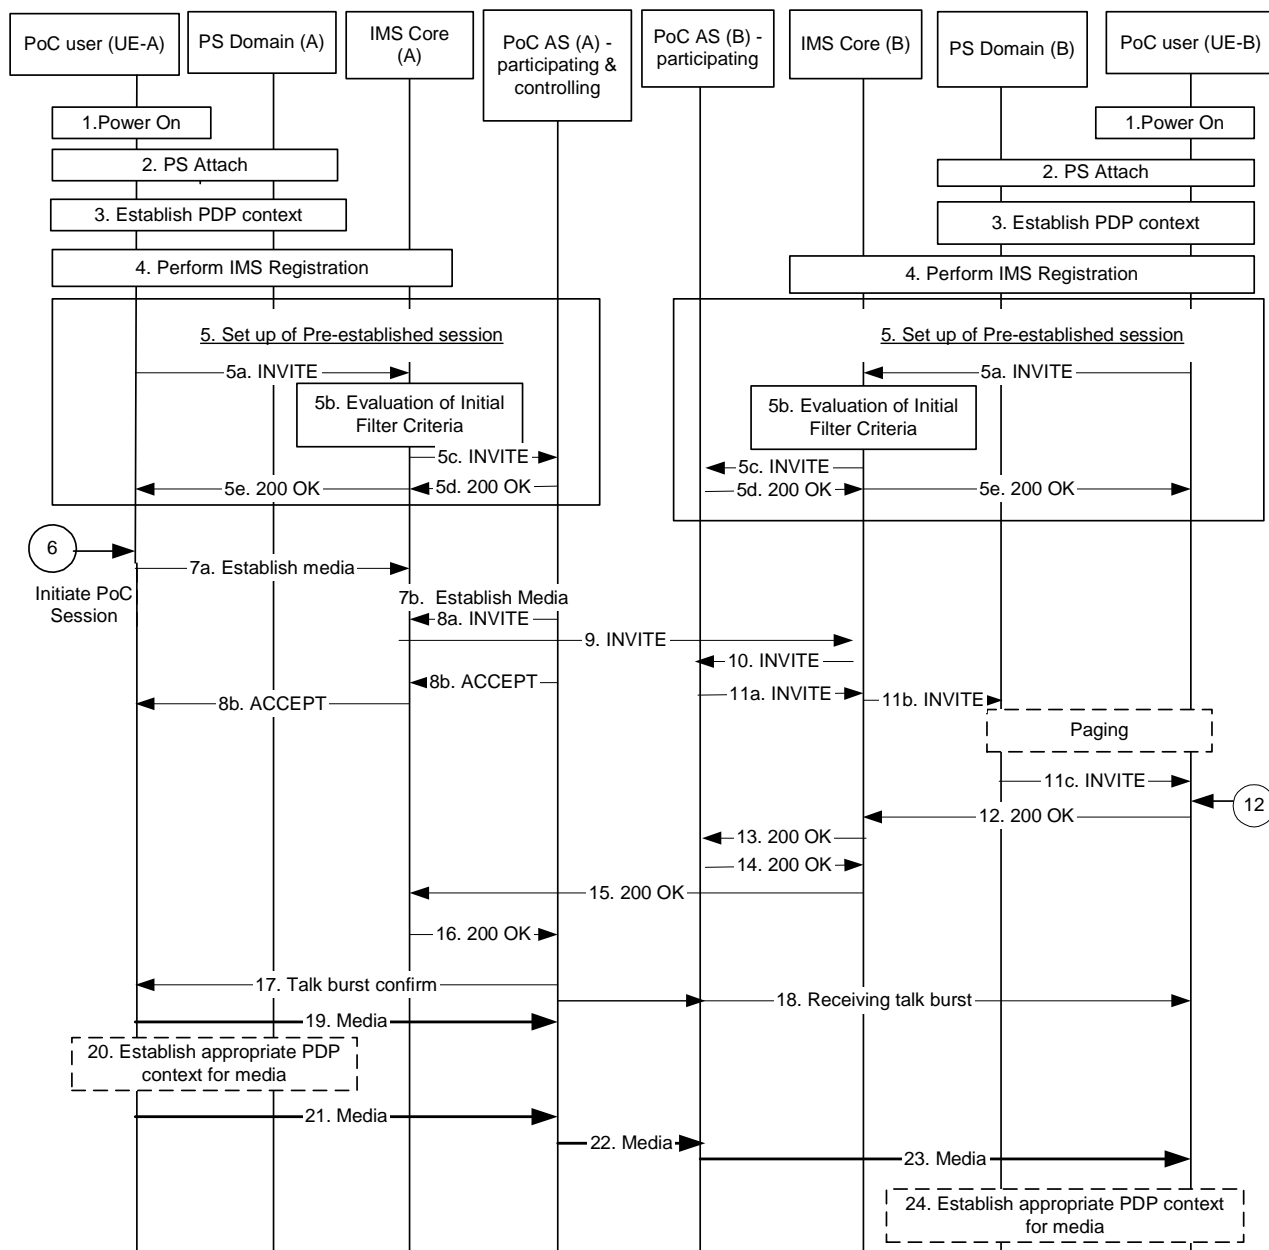 PoC user (UE-A)
PS Domain (A)
IMS Core
(A)
PoC AS (A) -
participating &
controlling
PoC AS (B) -
participating
IMS Core (B)
PS Domain (B)
PoC user (UE-B)
1.Power On
1.Power On
2. PS Attach
2. PS Attach
3. Establish PDP context
3. Establish PDP context
4. Perform IMS Registration
4. Perform IMS Registration
5. Set up of Pre-established session
5. Set up of Pre-established session
5a. INVITE
5a. INVITE
5b. Evaluation of Initial
Filter Criteria
5b. Evaluation of Initial
Filter Criteria
5c. INVITE
5c. INVITE
5e. 200 OK
5d. 200 OK
5d. 200 OK
5e. 200 OK
6
Initiate PoC
Session
7a. Establish media
7b. Establish Media
8a. INVITE
9. INVITE
10. INVITE
8b. ACCEPT
8b. ACCEPT
11a. INVITE
11b. INVITE
Paging
11c. INVITE
12
12. 200 OK
13. 200 OK
14. 200 OK
15. 200 OK
16. 200 OK
17. Talk burst confirm
18. Receiving talk burst
19. Media
20. Establish appropriate PDP
context for media
21. Media
22. Media
23. Media
24. Establish appropriate PDP context
for media